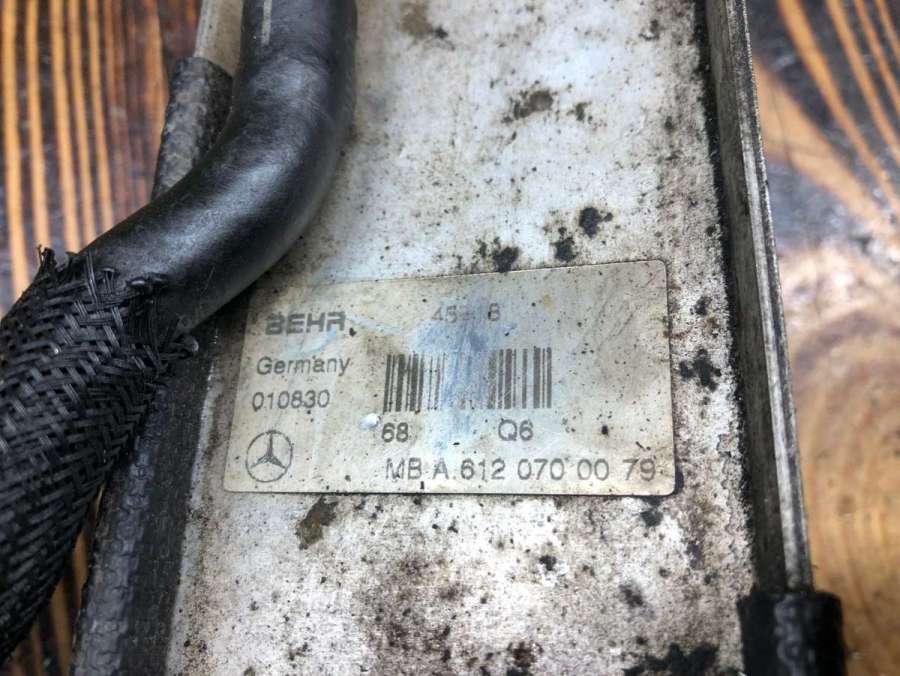 BEHR
Germany
010830
68 Q6
MB A 612 070 00 79